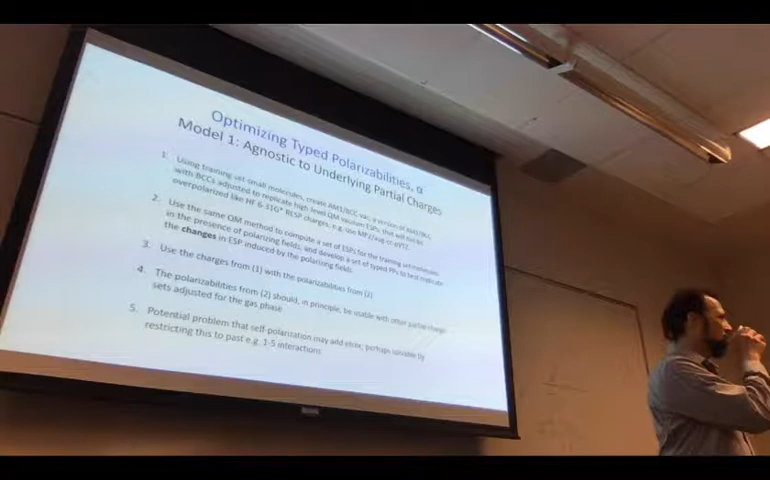 Optimizing Typed Polarizabilities, α
Model 1: Agnostic to Underlying Partial Charges
1. Using training set small molecules, create AM1/BCC vac, a version of AM1/BCC
with BCCs adjusted to replicate high level QM vacuum ESPs, that will not be
overpolarized like HF 6-31G* RESP charges, e.g. use MP2/aug-cc-pVTZ
2. Use the same QM method to compute a set of ESPs for the training set molecules
in the presence of polarizing fields, and develop a set of typed to best replicate
the changes in ESP induced by the polarizing fields.
3. Use the charges from (1) with the polarizabilities from (2)
4. The polarizabilities from (2) should, in principle, be usable with other partial charge
sets adjusted for the gas phase
5. Potential problem that self-polarization may add error, perhaps solvable by
restricting this to past e.g. 1-5 interactions